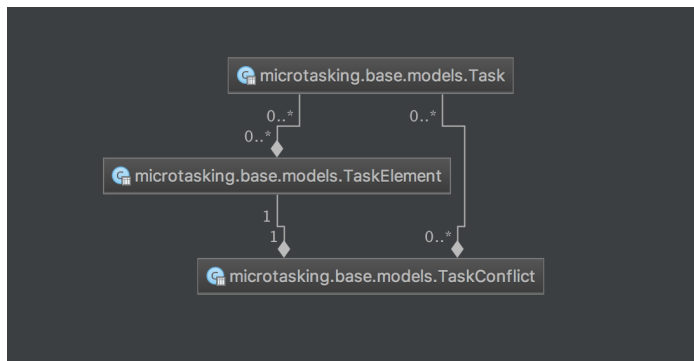 microtasking.base.models.Task
0..*
0..*
0..*
microtasking.base.models.TaskElement
1
1
0..*
microtasking.base.models.TaskConflict